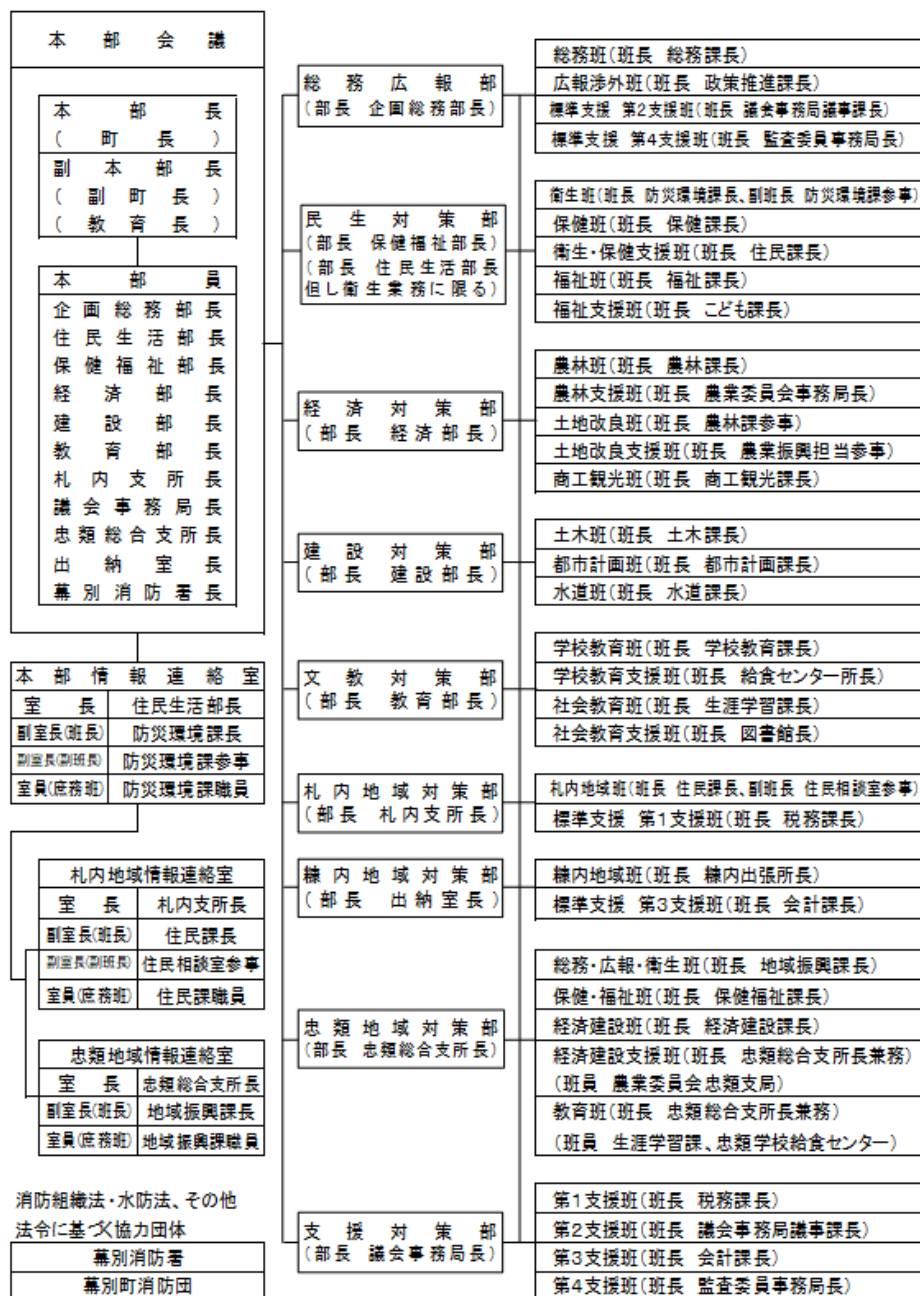 本部会議
本部長
(町長)
副本部長
(副町長)
(教育長)
本部員
企画総務部長
住民生活部長
保健福祉部長
経済部長
建設部長
教育部長
札内支所長
議会事務局長
忠類総合支所長
出納室長
幕別消防署長
本部情報連絡室
室長 住民生活部長
副室長(班長) 防災環境課長
副室長(副班長) 防災環境課参事
室員(庶務班) 防災環境課職員
札内地域情報連絡室
室長 札内支所長
副室長(班長) 住民課長
副室長(副班長) 住民相談室参事
室員(庶務班) 住民課職員
忠類地域情報連絡室
室長 忠類総合支所長
副室長(班長) 地域振興課長
室員(庶務班) 地域振興課職員
消防組織法・水防法、その他
法令に基づく協力団体
幕別消防署
幕別町消防団
総務広報部
(部長 企画総務部長)
総務班(班長 総務課長)
広報渉外班(班長 政策推進課長)
標準支援 第2支援班(班長 議会事務局議事課長)
標準支援 第4支援班(班長 監査委員事務局長)
民生対策部
(部長 保健福祉部長)
(部長 住民生活部長
但し衛生業務に限る)
衛生班(班長 防災環境課長、副班長 防災環境課参事)
保健班(班長 保健課長)
衛生・保健支援班(班長 住民課長)
福祉班(班長 福祉課長)
福祉支援班(班長 こども課長)
経済対策部
(部長 経済部長)
農林班(班長 農林課長)
農林支援班(班長 農業委員会事務局長)
土地改良班(班長 農林課参事)
土地改良支援班(班長 農業振興担当参事)
商工観光班(班長 商工観光課長)
建設対策部
(部長 建設部長)
土木班(班長 土木課長)
都市計画班(班長 都市計画課長)
水道班(班長 水道課長)
文教対策部
(部長 教育部長)
学校教育班(班長 学校教育課長)
学校教育支援班(班長 給食センター所長)
社会教育班(班長 生涯学習課長)
社会教育支援班(班長 図書館長)
札内地域対策部
(部長 札内支所長)
札内地域班(班長 住民課長、副班長 住民相談室参事)
標準支援 第1支援班(班長 税務課長)
糠内地域対策部
(部長 出納室長)
糠内地域班(班長 糠内出張所長)
標準支援 第3支援班(班長 会計課長)
忠類地域対策部
(部長 忠類総合支所長)
総務・広報・衛生班(班長 地域振興課長)
保健・福祉班(班長 保健福祉課長)
経済建設班(班長 経済建設課長)
経済建設支援班(班長 忠類総合支所長兼務)
(班員 農業委員会忠類支局)
教育班(班長 忠類総合支所長兼務)
(班員 生涯学習課、忠類学校給食センター)
支援対策部
(部長 議会事務局長)
第1支援班(班長 税務課長)
第2支援班(班長 議会事務局議事課長)
第3支援班(班長 会計課長)
第4支援班(班長 監査委員事務局長)